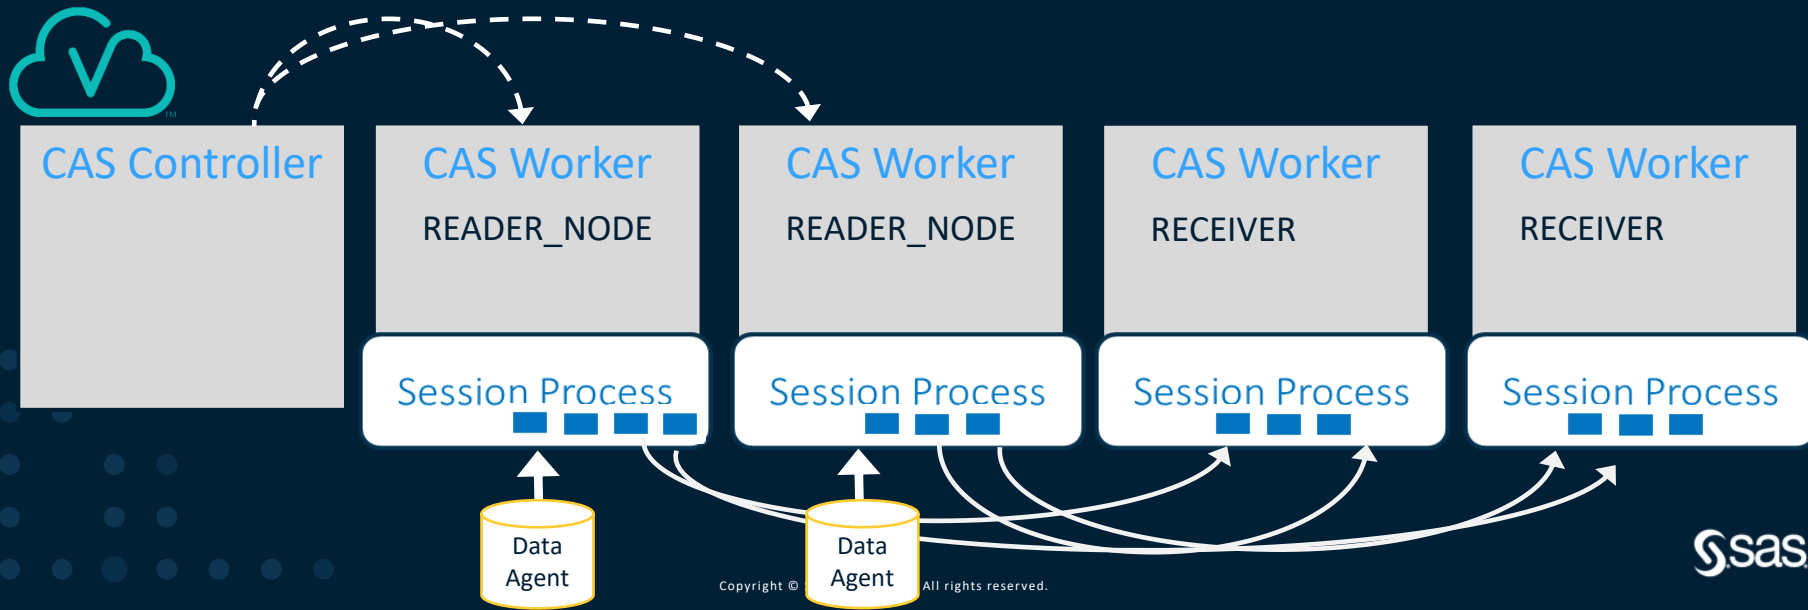 TM
CAS Controller
CAS Worker
READER_NODE
Session Process
CAS Worker
READER_NODE
Session Process
CAS Worker
RECEIVER
Session Process
CAS Worker
RECEIVER
Session Process
Data
Agent
Data
Agent
Copyright © All rights reserved.
sas